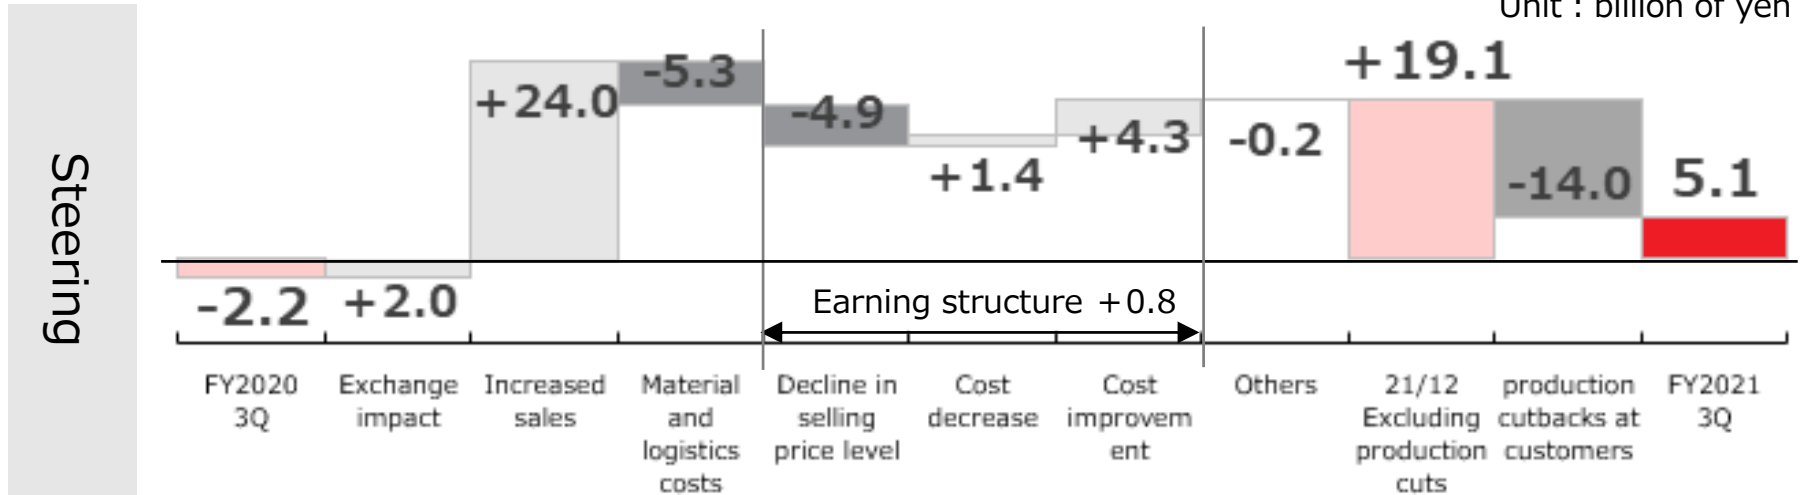 Unit : billion of yen
Steering
-2.2
+2.0
+24.0
-5.3
-4.9
+1.4
+4.3
-0.2
+19.1
-14.0
5.1
Earning structure +0.8
FY2020
3Q
Exchange
impact
Increased
sales
Material
and
logistics
costs
Decline in
selling
price level
Cost
decrease
Cost
improvem
ent
Others
21/12
Excluding
production
cuts
production
cutbacks at
customers
FY2021
3Q